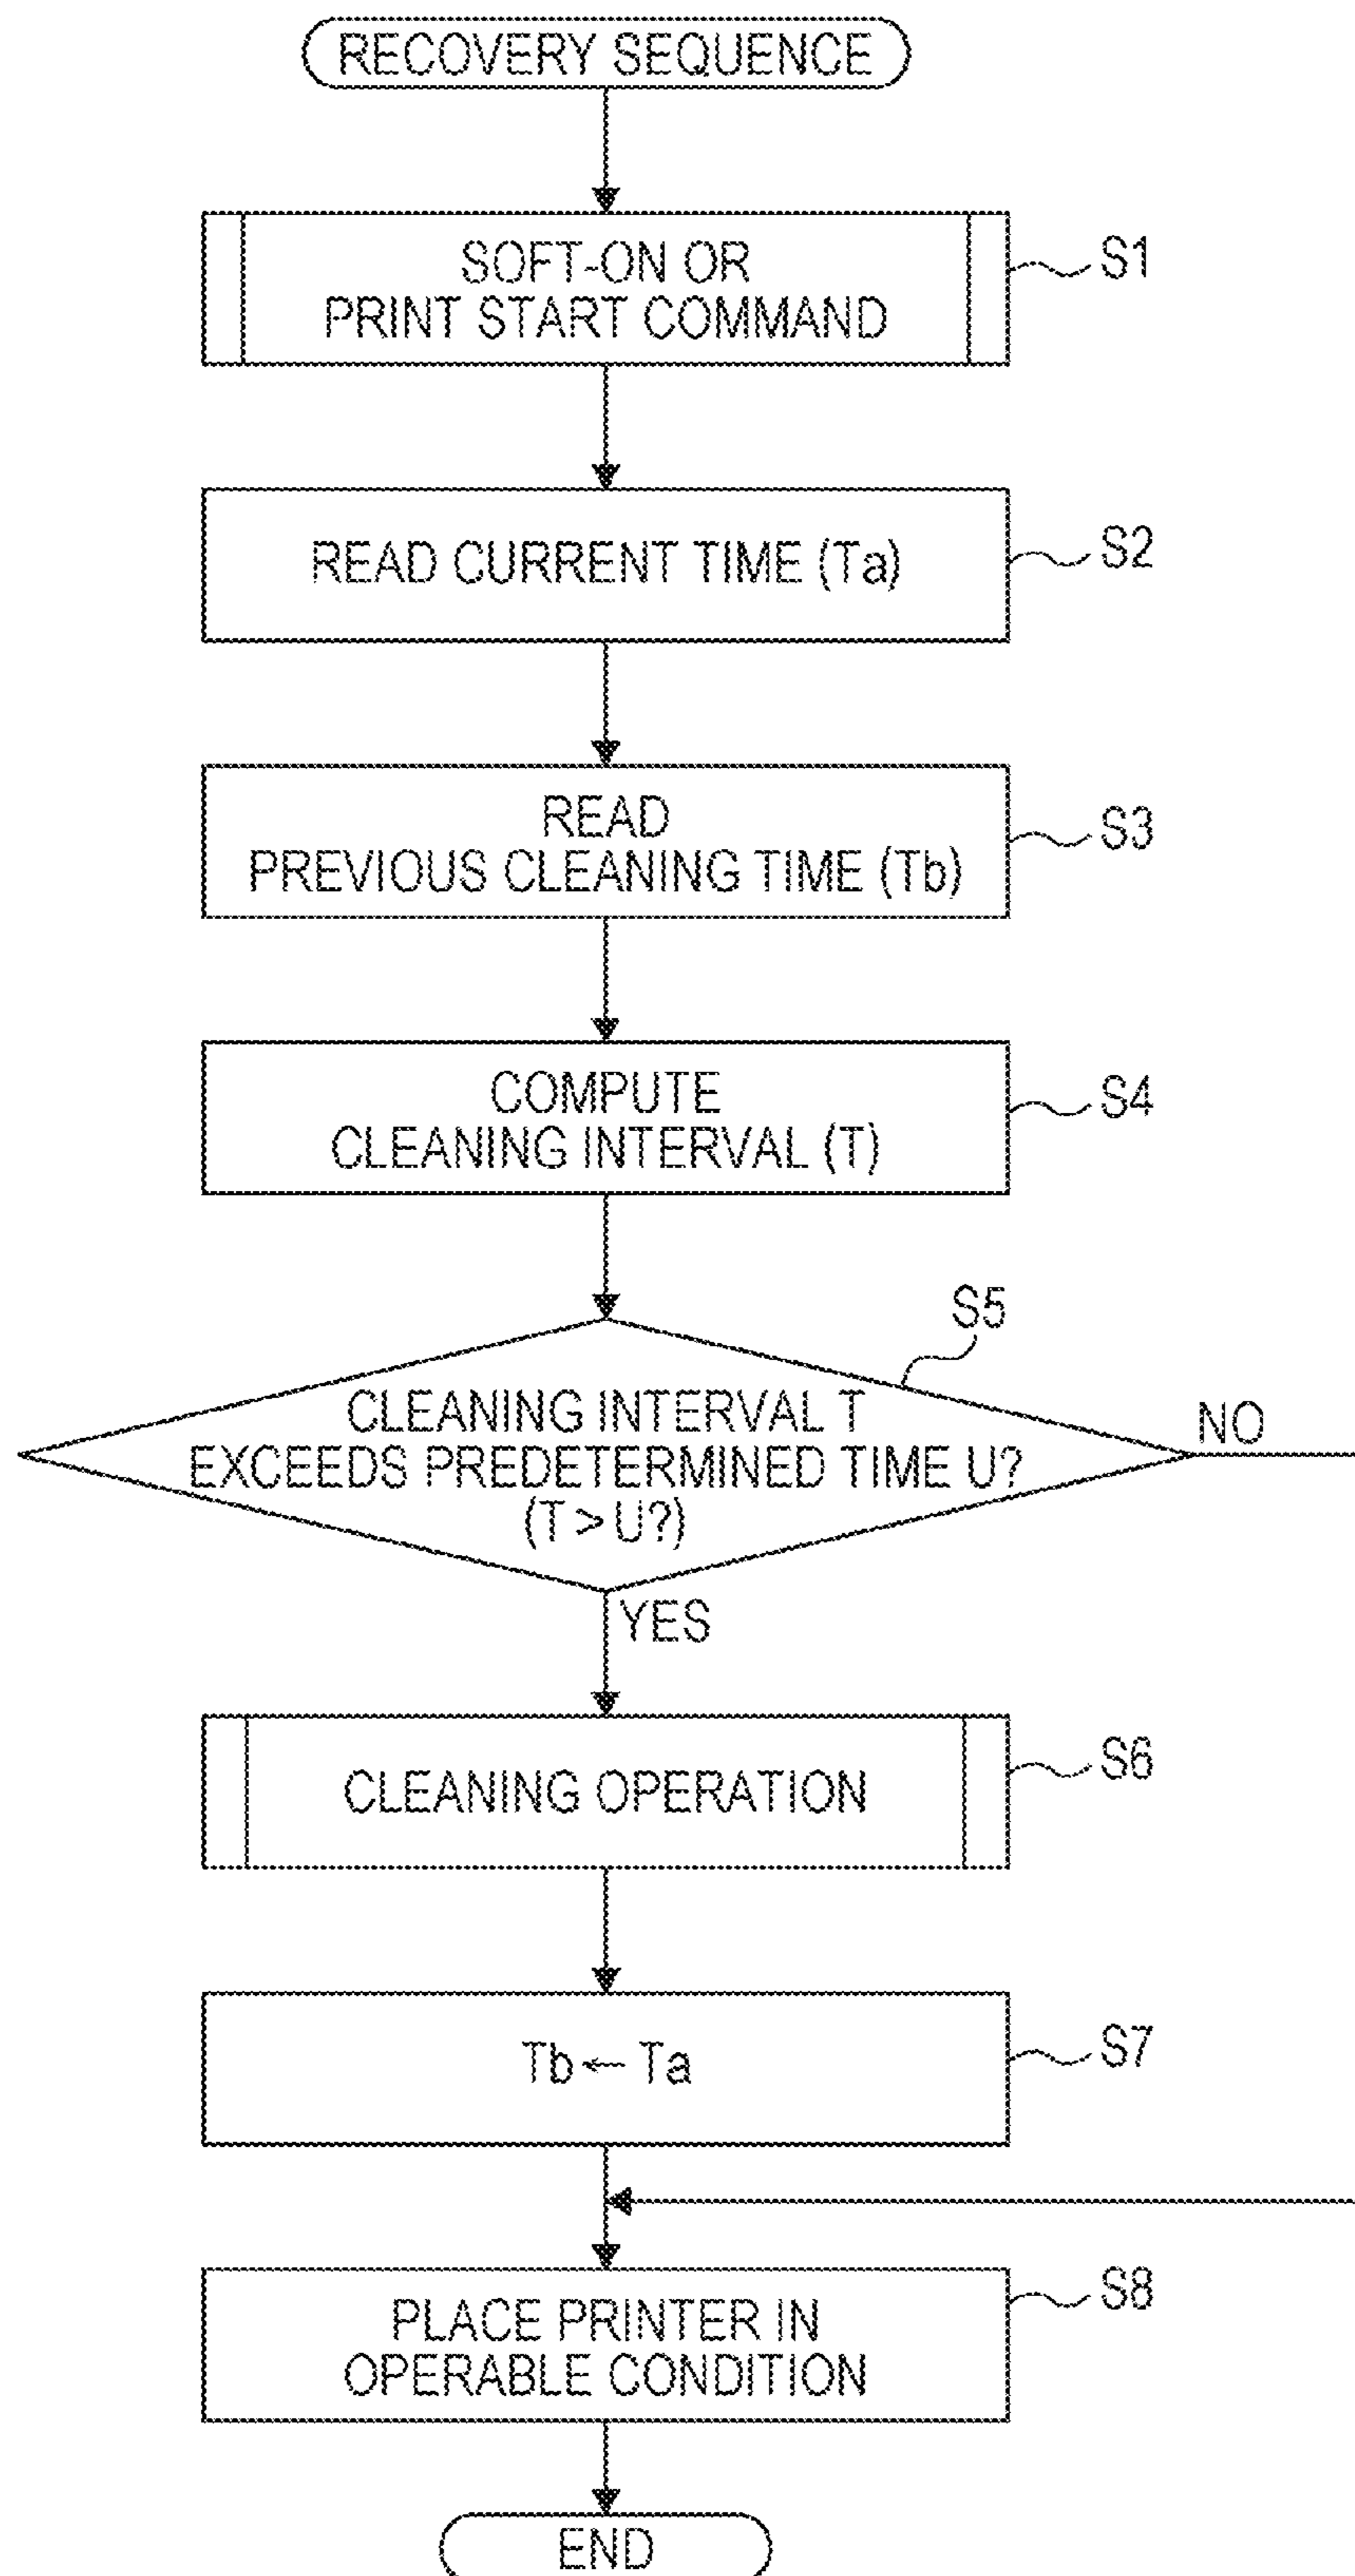 RECOVERY SEQUENCE
SOFT-ON OR
PRINT START COMMAND
S1
READ CURRENT TIME (Ta)
S2
READ
PREVIOUS CLEANING TIME (Tb)
S3
COMPUTE
CLEANING INTERVAL (T)
S4
S5
CLEANING INTERVAL T
EXCEEDS PREDETERMINED TIME U?
(T > U?)
NO
YES
CLEANING OPERATION
S6
Tb ← Ta
S7
PLACE PRINTER IN
OPERABLE CONDITION
S8
END